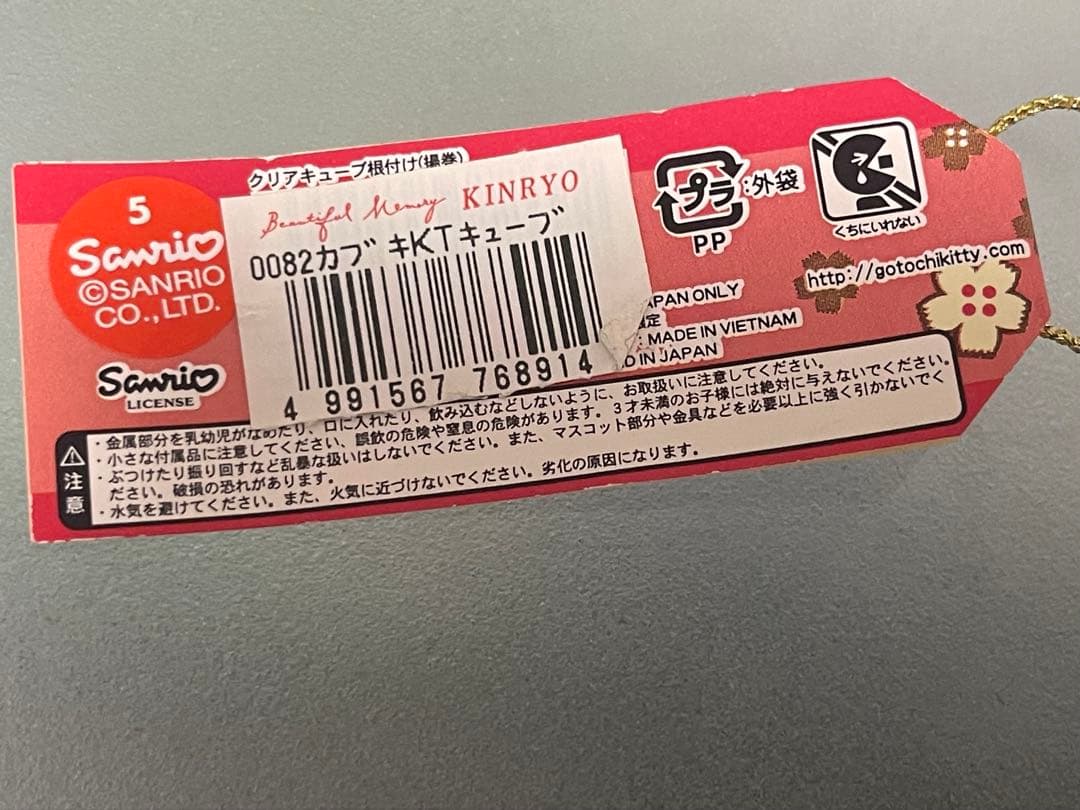 クリアキューブ根付け(揚巻)
5
Sanrio
©SANRIO
CO.,LTD.
Sanrio
LICENSE
Beautiful Memory KINRYO
0082カブキKTキューブ
4 991567 768914
プラ:外袋
PP
くちにいれない
http://gotochikitty.com
APAN ONLY
: MADE IN VIETNAM
D IN JAPAN
注意
・金属部分を乳幼児がなめたり、口に入れたり、飲み込むなどしないように、お取扱いに注意してください。
・小さな付属品に注意してください、誤飲の危険や窒息の危険があります。3才未満のお子様には絶対に与えないでください。
・ぶつけたり振り回すなど乱暴な扱いはしないでください。また、マスコット部分や金具などを必要以上に強く引かないでく
ださい。破損の恐れがあります。
・水気を避けてください。また、火気に近づけないでください。劣化の原因になります。